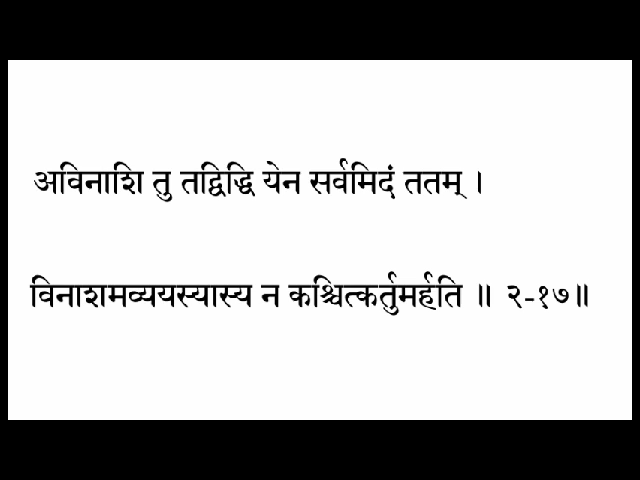 अविनाशि तु तद्विद्धि येन सर्वमिदं ततम् ।
विनाशमव्ययस्यास्य न कश्चित्कर्तुमर्हति ॥ २-१७॥